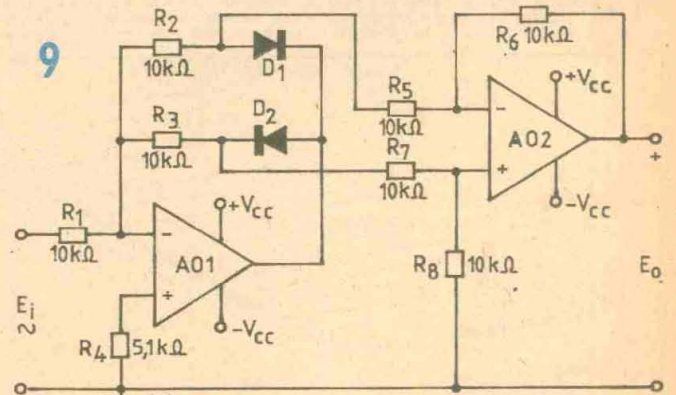 9
R2
10kΩ
D1
R6 10kΩ
R3
10kΩ
D2
R5
10kΩ
R7
10kΩ
+VCC
-
AO2
+
-VCC
+
R1
10kΩ
+VCC
-
AO1
+
-VCC
R8 10kΩ
Ei
~
R4 5,1kΩ
Eo